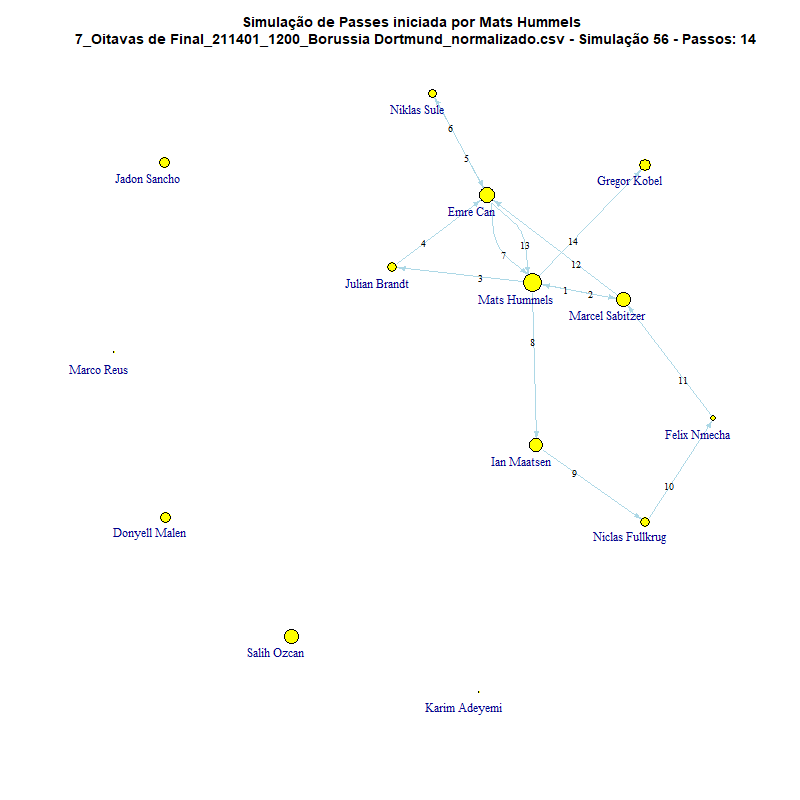 Simulação de Passes iniciada por Mats Hummels
7_Oitavas de Final_211401_1200_Borussia Dortmund_normalizado.csv - Simulação 56 - Passos: 14
Niklas Sule
6
5
Jadon Sancho
Gregor Kobel
Emre Can
4
13
14
7
12
Julian Brandt
3
1
2
Mats Hummels
Marcel Sabitzer
8
Marco Reus
11
Felix Nmecha
Ian Maatsen
9
10
Donyell Malen
Niclas Fullkrug
Salih Ozcan
Karim Adeyemi